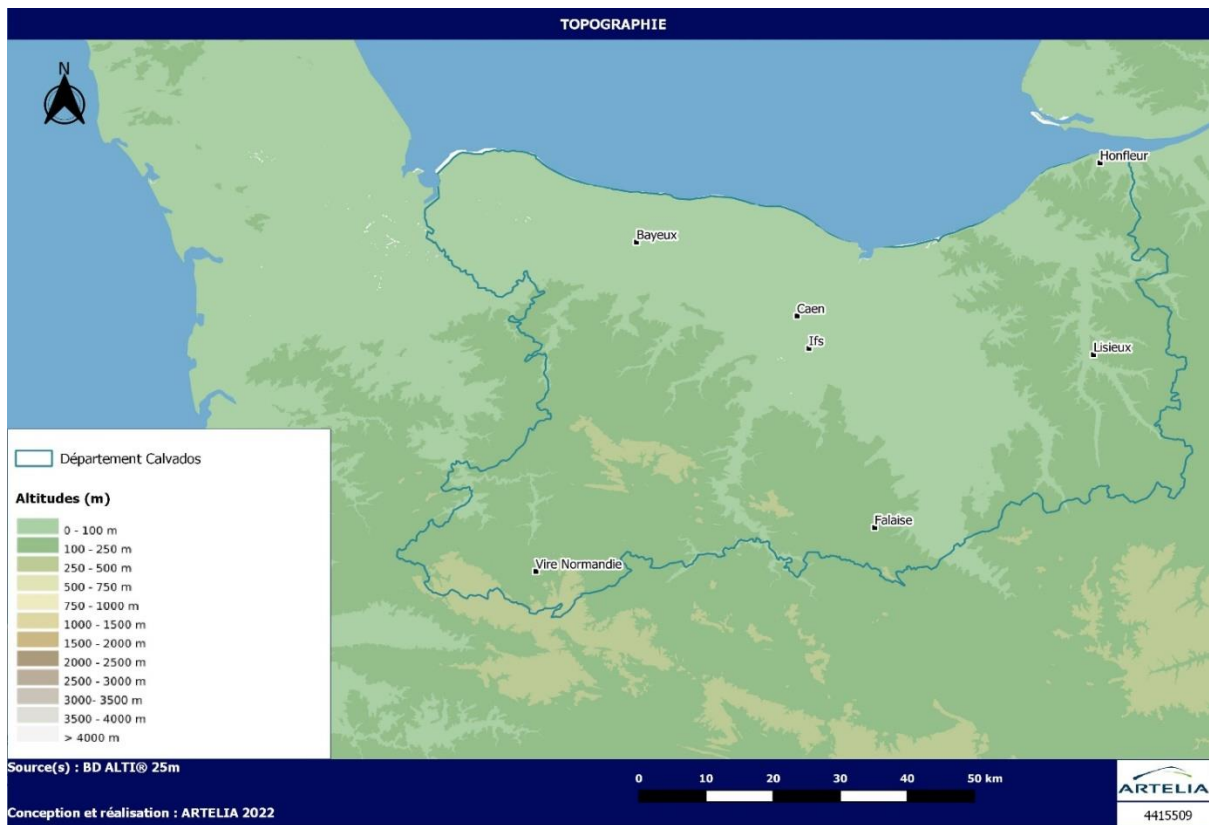 TOPOGRAPHIE
N
Honfleur
Bayeux
Caen
Ifs
Lisieux
Falaise
Vire Normandie
Département Calvados
Altitudes (m)
0 - 100 m
100 - 250 m
250 - 500 m
500 - 750 m
750 - 1000 m
1000 - 1500 m
1500 - 2000 m
2000 - 2500 m
2500 - 3000 m
3000- 3500 m
3500 - 4000 m
> 4000 m
Source(s) : BD ALTI® 25m
0 10 20 30 40 50 km
Conception et réalisation : ARTELIA 2022
ARTELIA
4415509